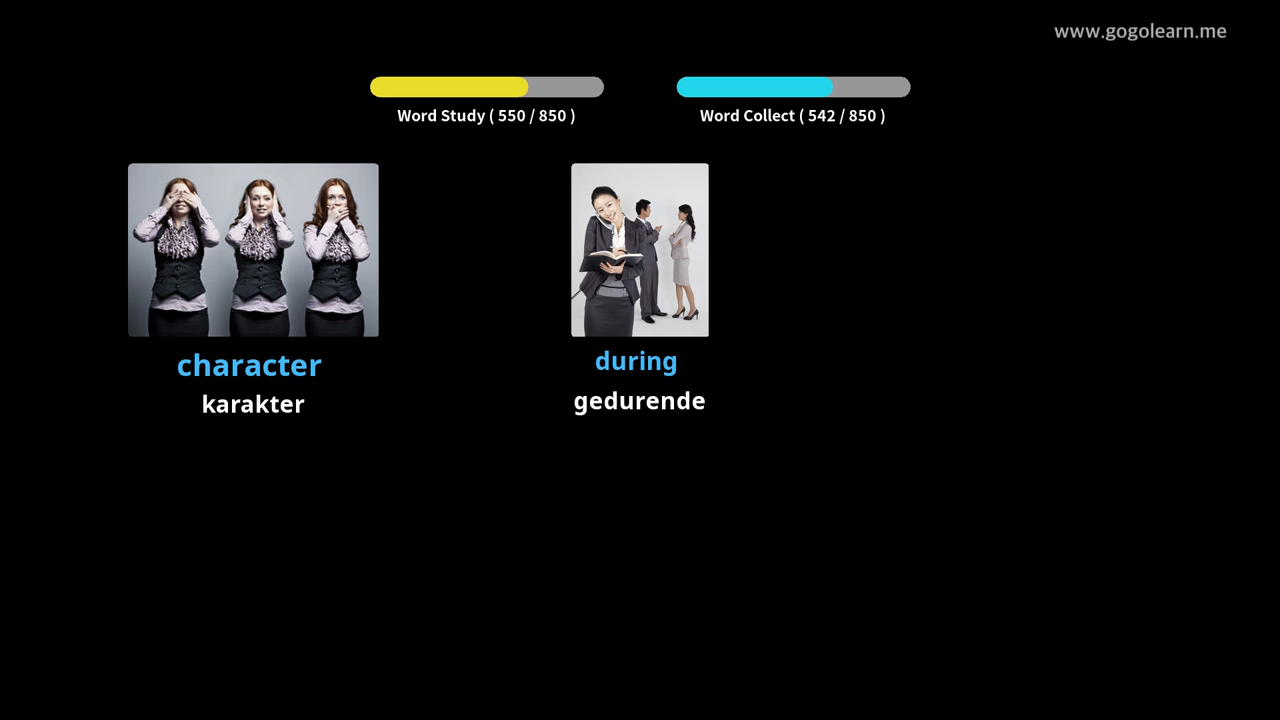 www.gogolearn.me
Word Study ( 550 / 850 )
Word Collect ( 542 / 850 )
character
karakter
during
gedurende